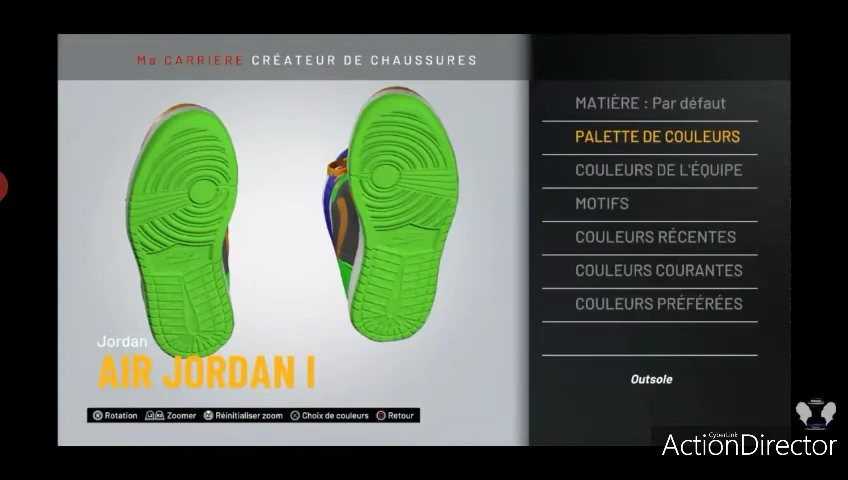 Ma CARRIÈRE CRÉATEUR DE CHAUSSURES
MATIÈRE : Par défaut
PALETTE DE COULEURS
COULEURS DE L'ÉQUIPE
MOTIFS
COULEURS RÉCENTES
COULEURS COURANTES
COULEURS PRÉFÉRÉES
Outsole
Jordan
AIR JORDAN I
Rotation Zoomer Réinitialiser zoom Choix de couleurs Retour
CyberLink
ActionDirector